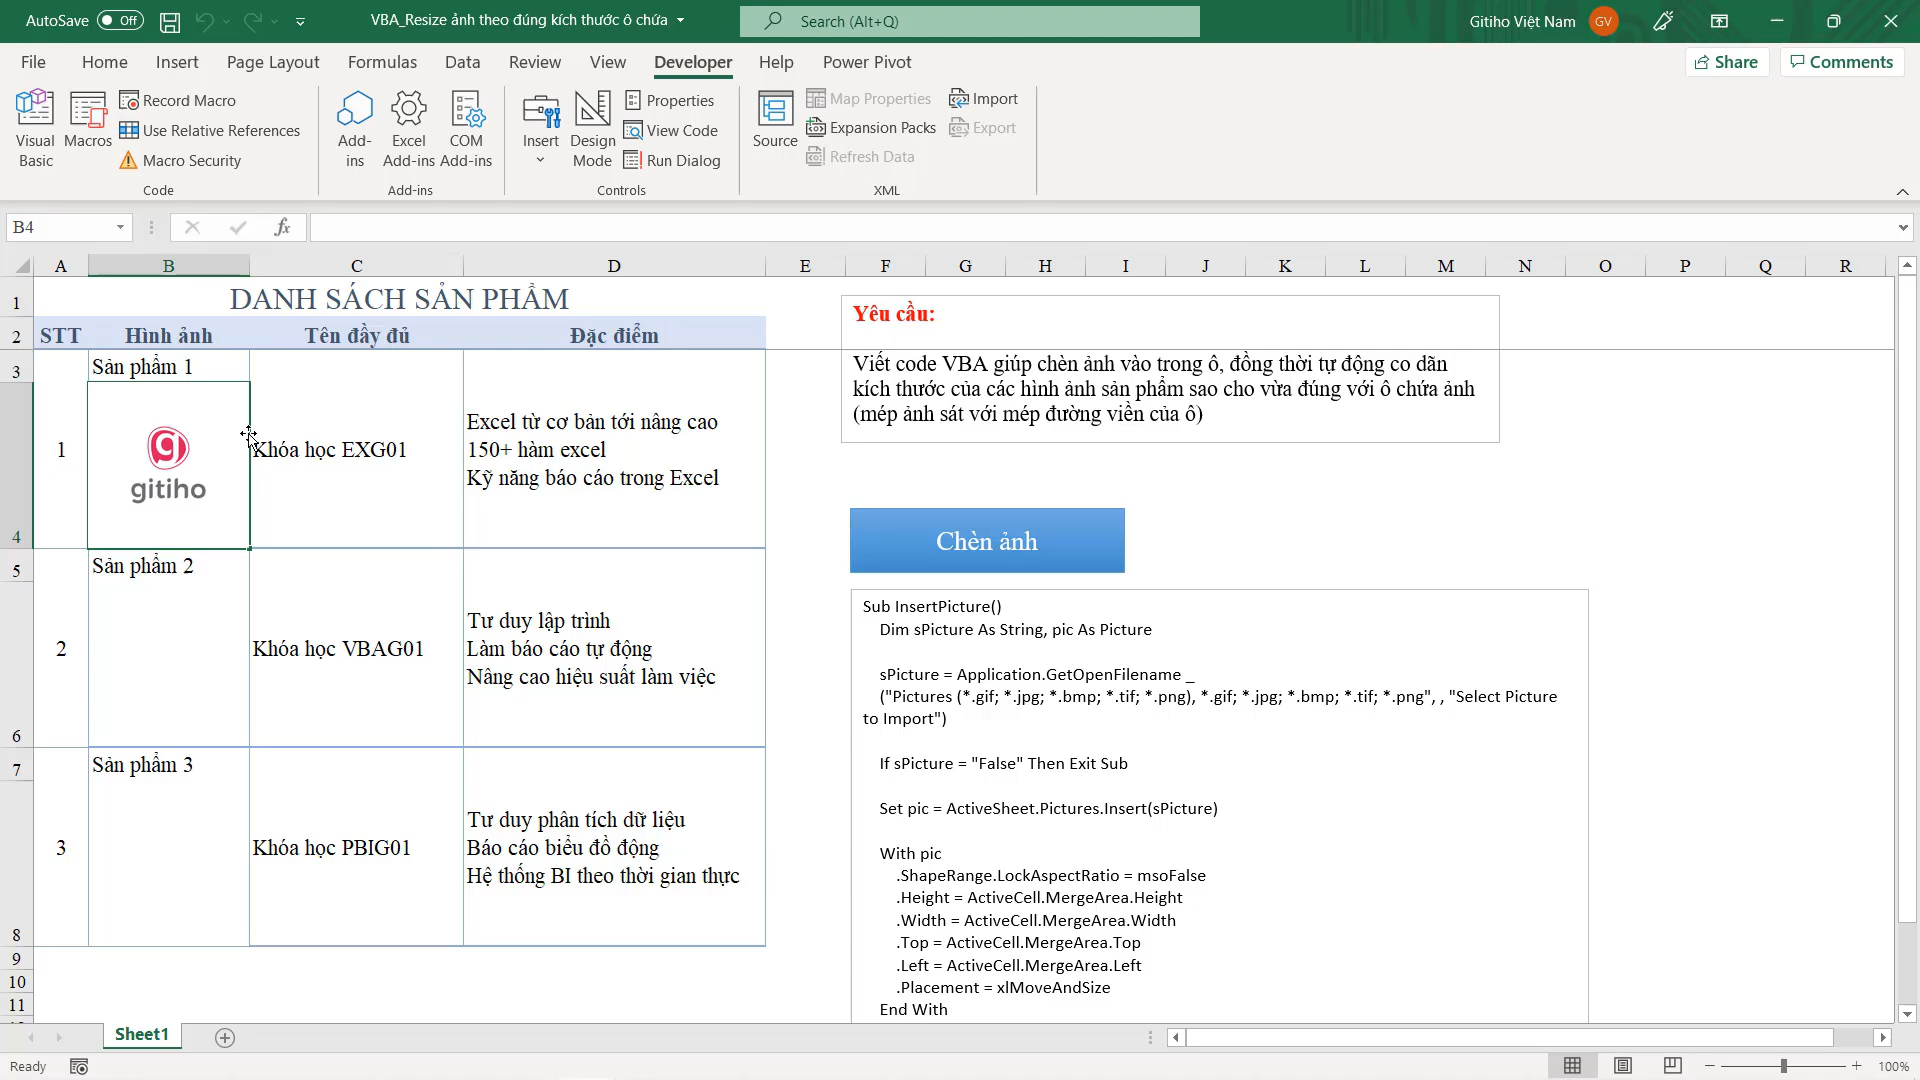 AutoSave Off VBA_Resize ảnh theo đúng kích thước ô chứa Search (Alt+Q) Gitiho Việt Nam GV
File Home Insert Page Layout Formulas Data Review View Developer Help Power Pivot Share Comments
Visual Basic
Macros
Record Macro
Use Relative References
Macro Security
Code
Add-ins
Excel Add-ins
COM Add-ins
Add-ins
Insert
Design Mode
Properties
View Code
Run Dialog
Controls
Source
Map Properties
Expansion Packs
Refresh Data
Import
Export
XML
B4 fx
A B C D E F G H I J K L M N O P Q R
1 DANH SÁCH SẢN PHẨM
2 STT Hình ảnh Tên đầy đủ Đặc điểm
3 Sản phẩm 1
4
1
gitiho
Khóa học EXG01
Excel từ cơ bản tới nâng cao
150+ hàm excel
Kỹ năng báo cáo trong Excel
5 Sản phẩm 2
6
2
Khóa học VBAG01
Tư duy lập trình
Làm báo cáo tự động
Nâng cao hiệu suất làm việc
7 Sản phẩm 3
8
3
Khóa học PBIG01
Tư duy phân tích dữ liệu
Báo cáo biểu đồ động
Hệ thống BI theo thời gian thực
9
10
11
Yêu cầu:
Viết code VBA giúp chèn ảnh vào trong ô, đồng thời tự động co dãn
kích thước của các hình ảnh sản phẩm sao cho vừa đúng với ô chứa ảnh
(mép ảnh sát với mép đường viền của ô)
Chèn ảnh
Sub InsertPicture()
Dim sPicture As String, pic As Picture
sPicture = Application.GetOpenFilename _
("Pictures (*.gif; *.jpg; *.bmp; *.tif; *.png), *.gif; *.jpg; *.bmp; *.tif; *.png", , "Select Picture
to Import")
If sPicture = "False" Then Exit Sub
Set pic = ActiveSheet.Pictures.Insert(sPicture)
With pic
.ShapeRange.LockAspectRatio = msoFalse
.Height = ActiveCell.MergeArea.Height
.Width = ActiveCell.MergeArea.Width
.Top = ActiveCell.MergeArea.Top
.Left = ActiveCell.MergeArea.Left
.Placement = xlMoveAndSize
End With
Sheet1
Ready 100%